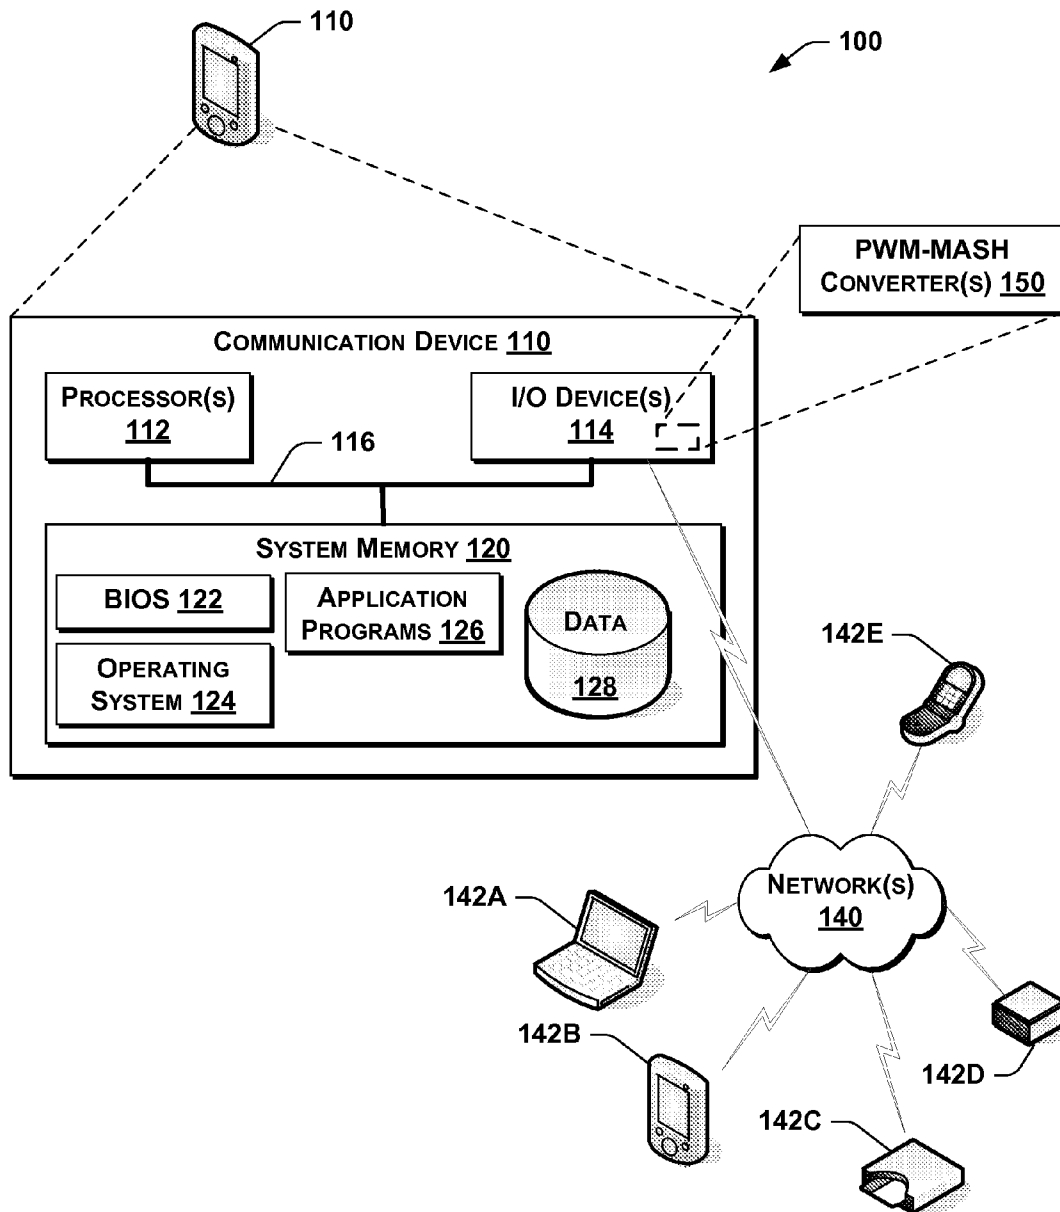 110
100
PWM-MASH
CONVERTER(S) 150
COMMUNICATION DEVICE 110
PROCESSOR(S)
112
I/O DEVICE(S)
114
116
SYSTEM MEMORY 120
BIOS 122
APPLICATION
PROGRAMS 126
DATA
128
OPERATING
SYSTEM 124
142E
NETWORK(S)
140
142A
142B
142D
142C